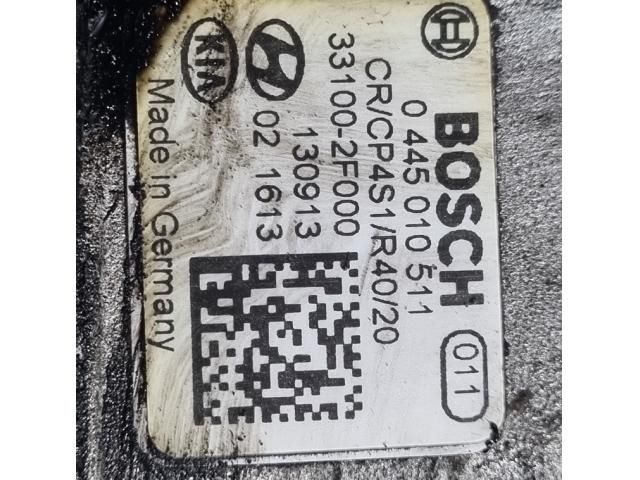 BOSCH 011
0 445 010 511
CR/CP4S1/R40/20
33100-2F000
130913
02 1613
KIA
Made in Germany